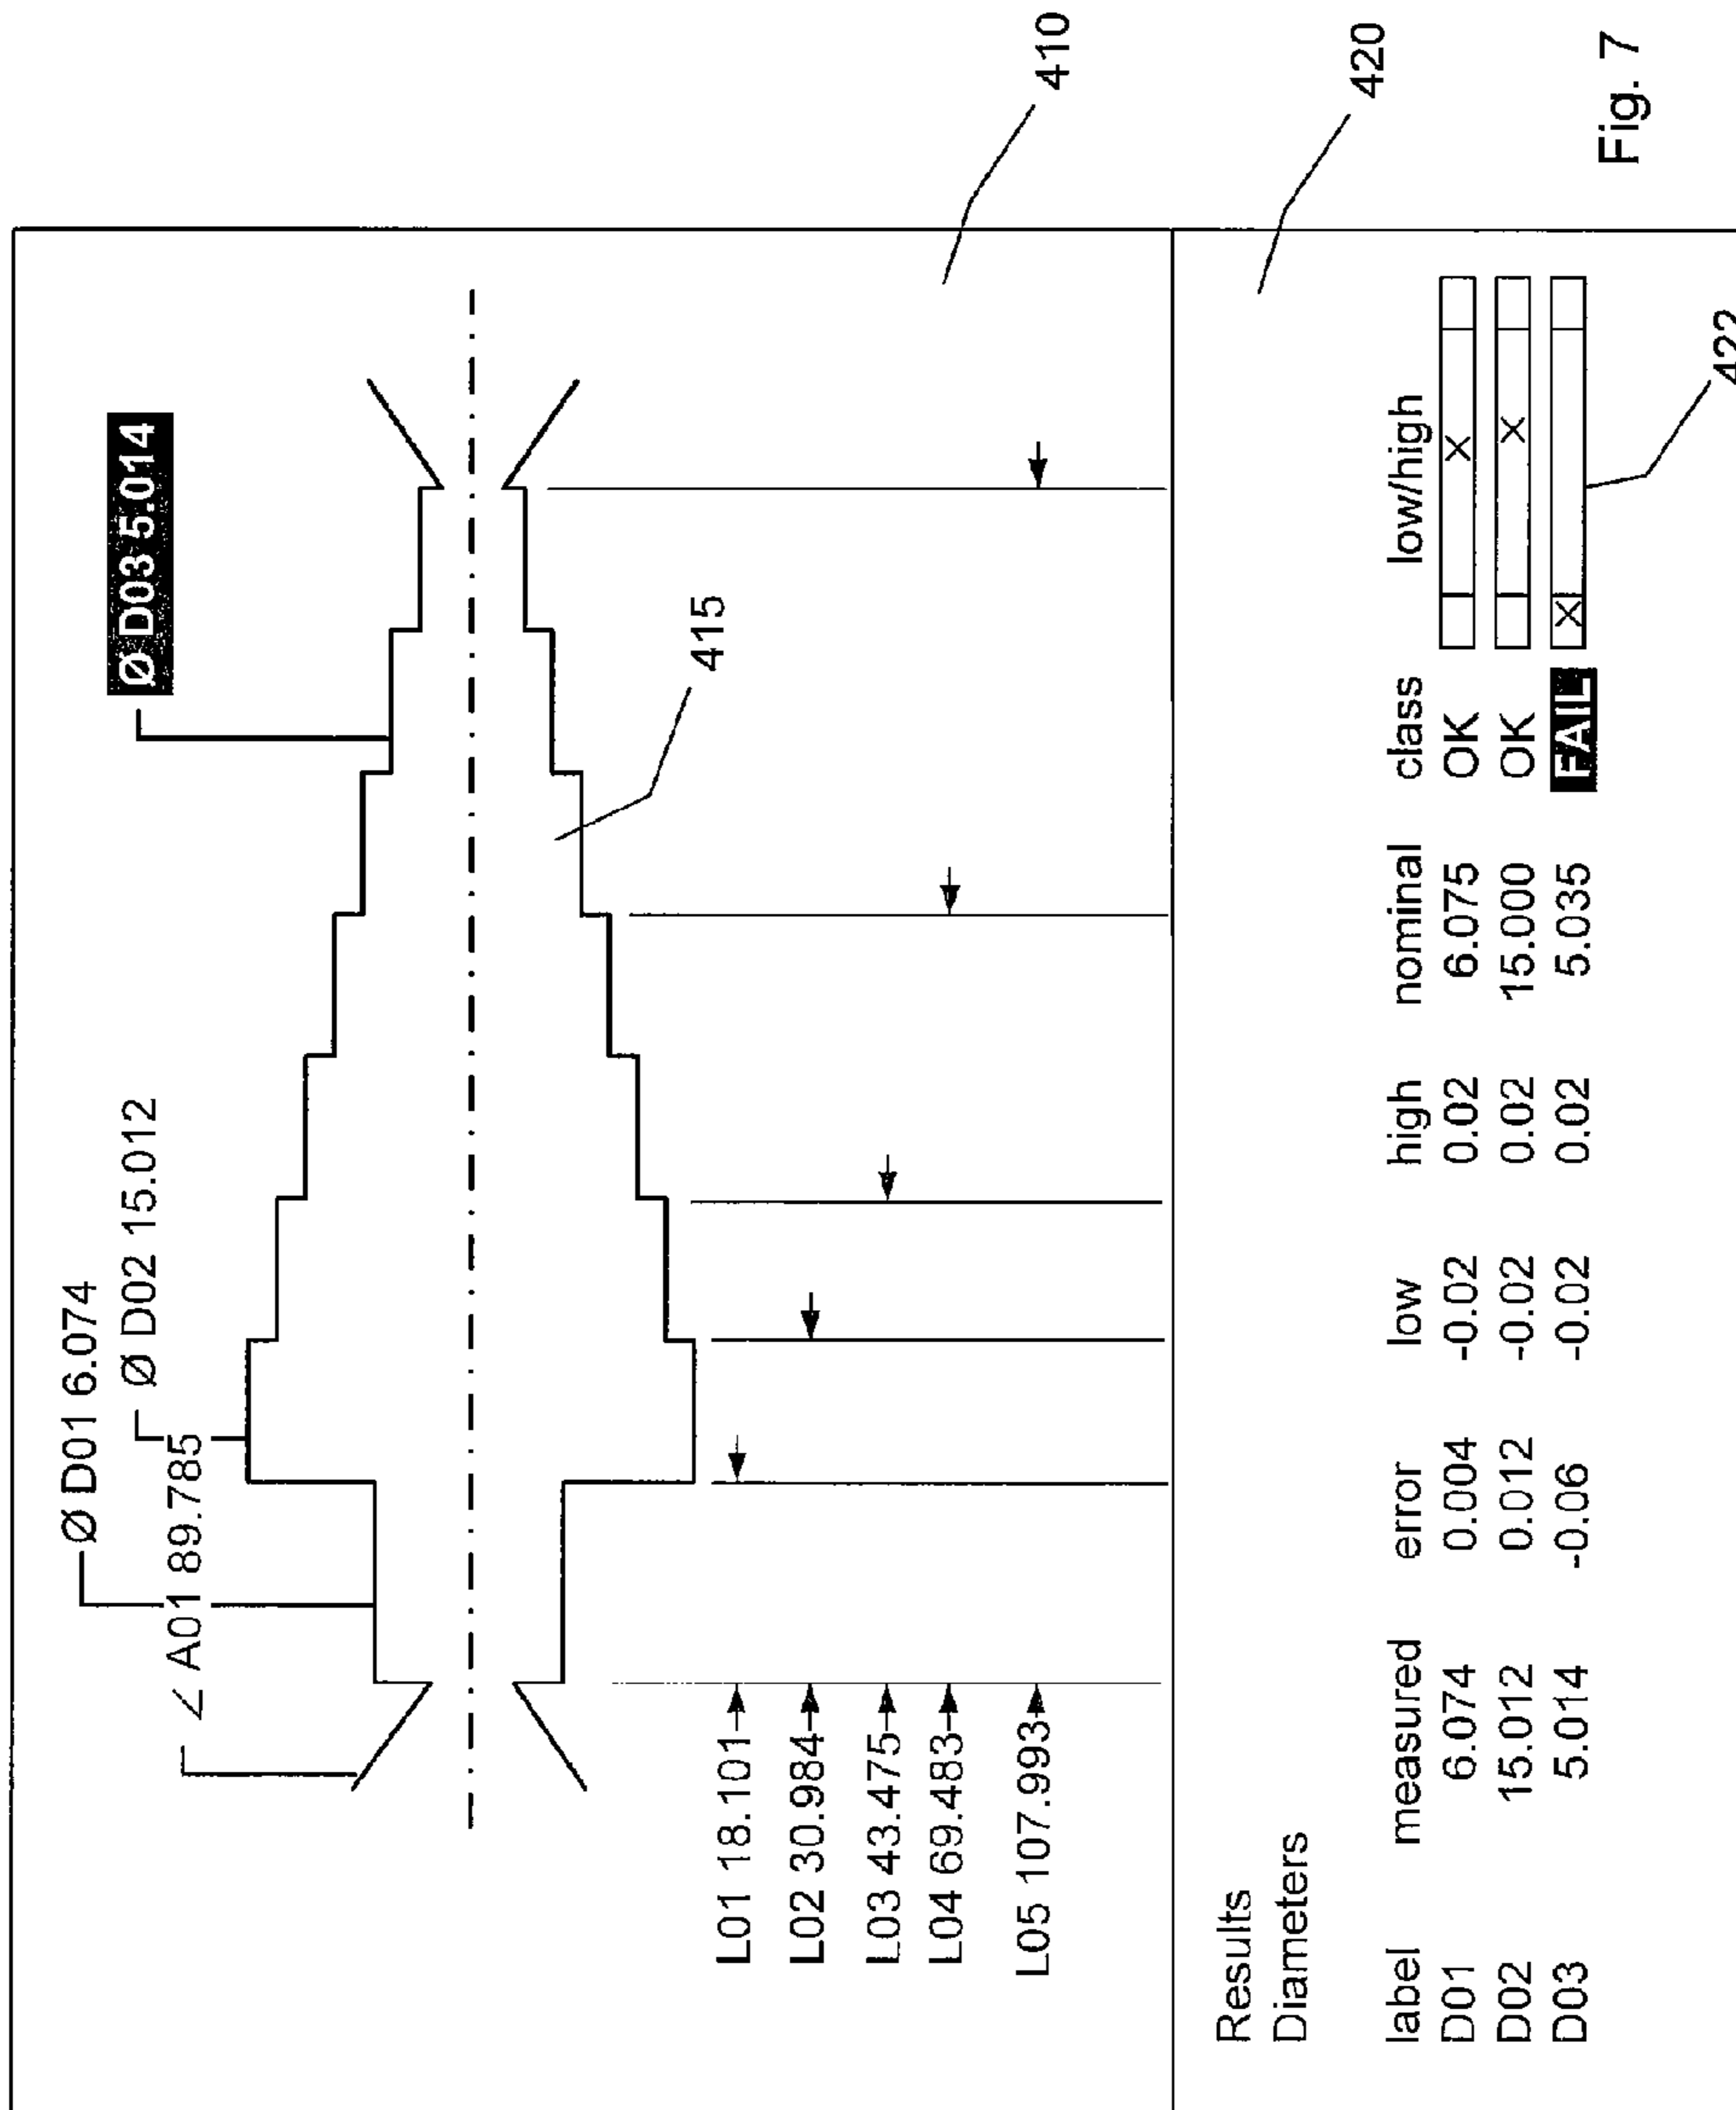 Ø D01 6.074
Ø D02 15.012
Ø D03 5.014
∠ A01 89.785
415
410
L01 18.101
L02 30.984
L03 43.475
L04 69.483
L05 107.993
420
Results
Diameters
label measured error low high nominal class low/high
D01 6.074 0.004 -0.02 0.02 6.075 OK X
D02 15.012 0.012 -0.02 0.02 15.000 OK X
D03 5.014 -0.06 -0.02 0.02 5.035 FAIL X
422
Fig. 7